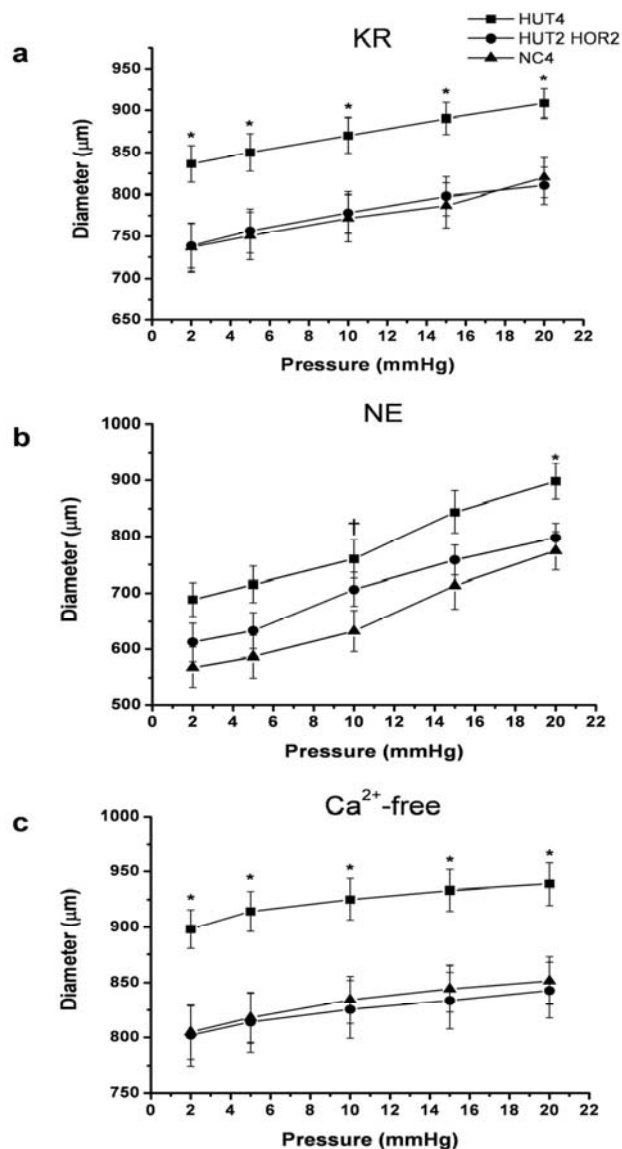 HUT4
HUT2 HOR2
NC4
KR
a
950
900
850
800
750
700
650
* * * * *
Diameter (μm)
0 2 4 6 8 10 12 14 16 18 20 22
Pressure (mmHg)
NE
b
1000
900
800
700
600
500
† *
Diameter (μm)
0 2 4 6 8 10 12 14 16 18 20 22
Pressure (mmHg)
Ca²⁺-free
c
1000
950
900
850
800
750
* * * * *
Diameter (μm)
0 2 4 6 8 10 12 14 16 18 20 22
Pressure (mmHg)